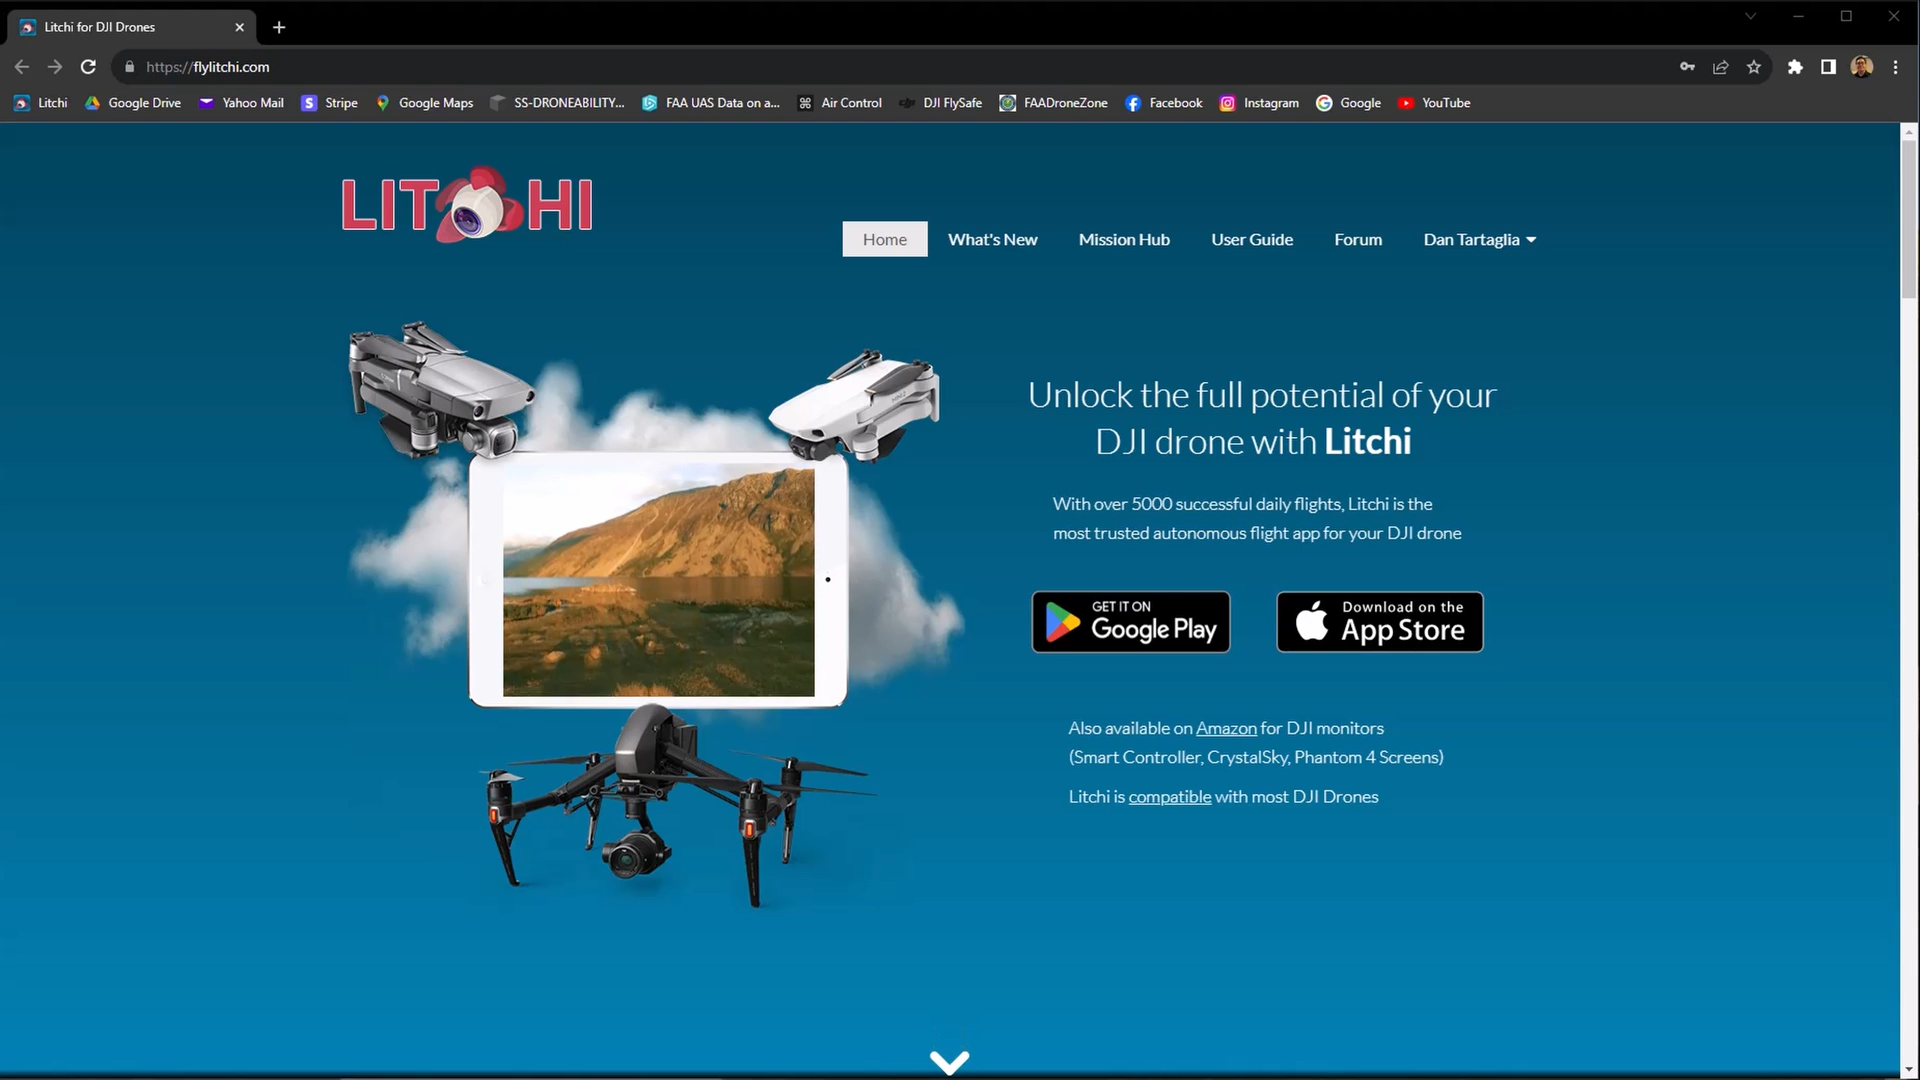 Litchi for DJI Drones
https://flylitchi.com
Litchi Google Drive Yahoo Mail Stripe Google Maps SS-DRONEABILITY... FAA UAS Data on a... Air Control DJI FlySafe FAADroneZone Facebook Instagram Google YouTube
LITCHI
Home What's New Mission Hub User Guide Forum Dan Tartaglia
Unlock the full potential of your
DJI drone with Litchi
With over 5000 successful daily flights, Litchi is the
most trusted autonomous flight app for your DJI drone
GET IT ON
Google Play
Download on the
App Store
Also available on Amazon for DJI monitors
(Smart Controller, CrystalSky, Phantom 4 Screens)
Litchi is compatible with most DJI Drones